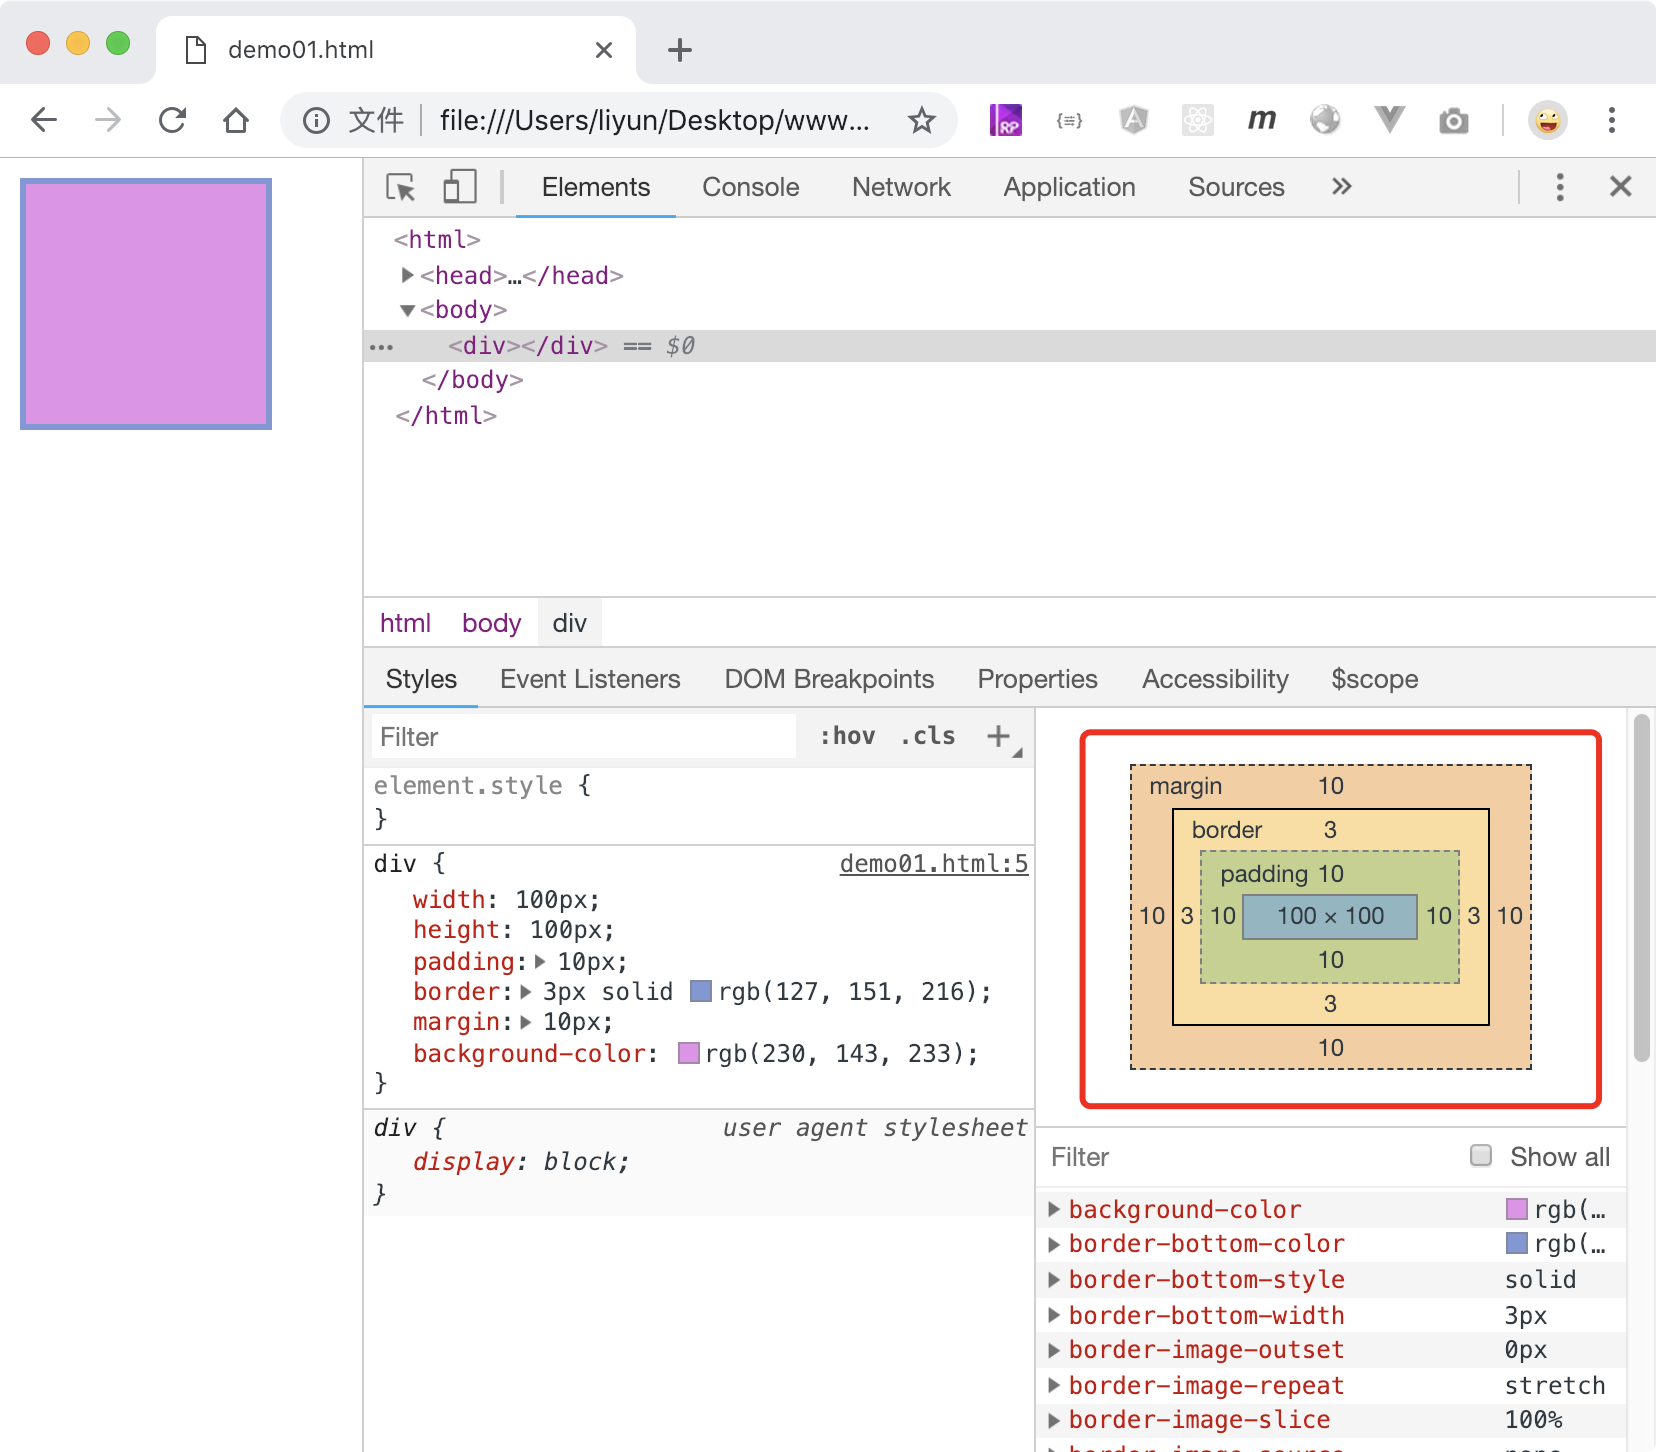 demo01.html
文件 file:///Users/liyun/Desktop/www...
RP m
Elements Console Network Application Sources »
<html>
<head>…</head>
<body>
<div></div> == $0
</body>
</html>
html body div
Styles Event Listeners DOM Breakpoints Properties Accessibility $scope
Filter :hov .cls +
element.style {
}
div { demo01.html:5
width: 100px;
height: 100px;
padding: 10px;
border: 3px solid rgb(127, 151, 216);
margin: 10px;
background-color: rgb(230, 143, 233);
}
div { user agent stylesheet
display: block;
}
margin 10
border 3
padding 10
10 3 10 100 × 100 10 3 10
10
3
10
Filter Show all
background-color rgb(…
border-bottom-color rgb(…
border-bottom-style solid
border-bottom-width 3px
border-image-outset 0px
border-image-repeat stretch
border-image-slice 100%